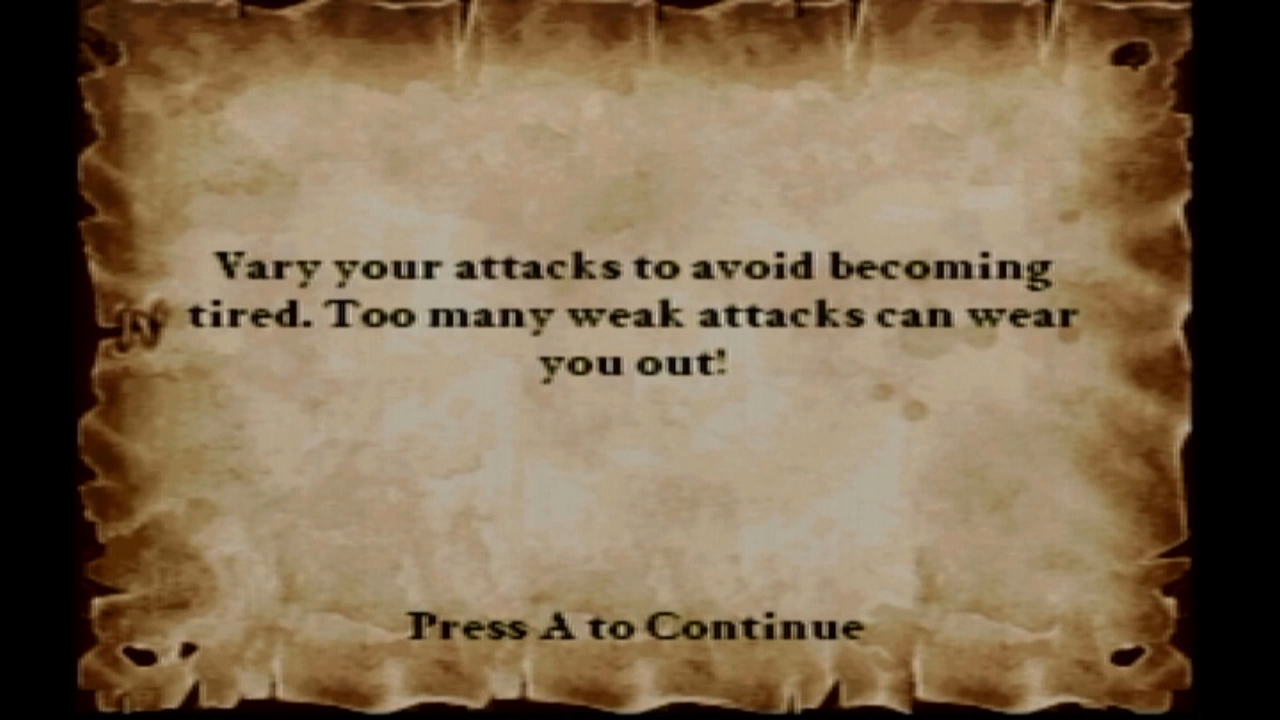 Vary your attacks to avoid becoming
tired. Too many weak attacks can wear
you out!
Press A to Continue